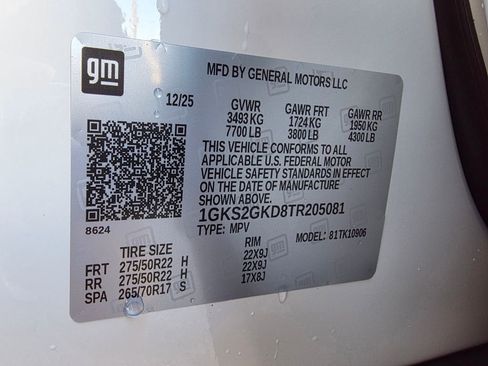 gm
MFD BY GENERAL MOTORS LLC
12/25
GVWR GAWR FRT GAWR RR
3493 KG 1724 KG 1950 KG
7700 LB 3800 LB 4300 LB
THIS VEHICLE CONFORMS TO ALL
APPLICABLE U.S. FEDERAL MOTOR
VEHICLE SAFETY STANDARDS IN EFFECT
ON THE DATE OF MANUFACTURE SHOWN ABOVE.
1GKS2GKD8TR205081
8624
TYPE: MPV MODEL: 81TK10906
TIRE SIZE RIM
FRT 275/50R22 H 22X9J
RR 275/50R22 H 22X9J
SPA 265/70R17 S 17X8J